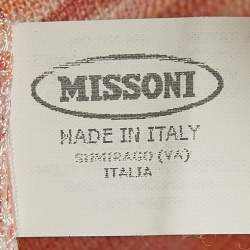 MISSONI
MADE IN ITALY
SUMIRAGO (VA)
ITALIA